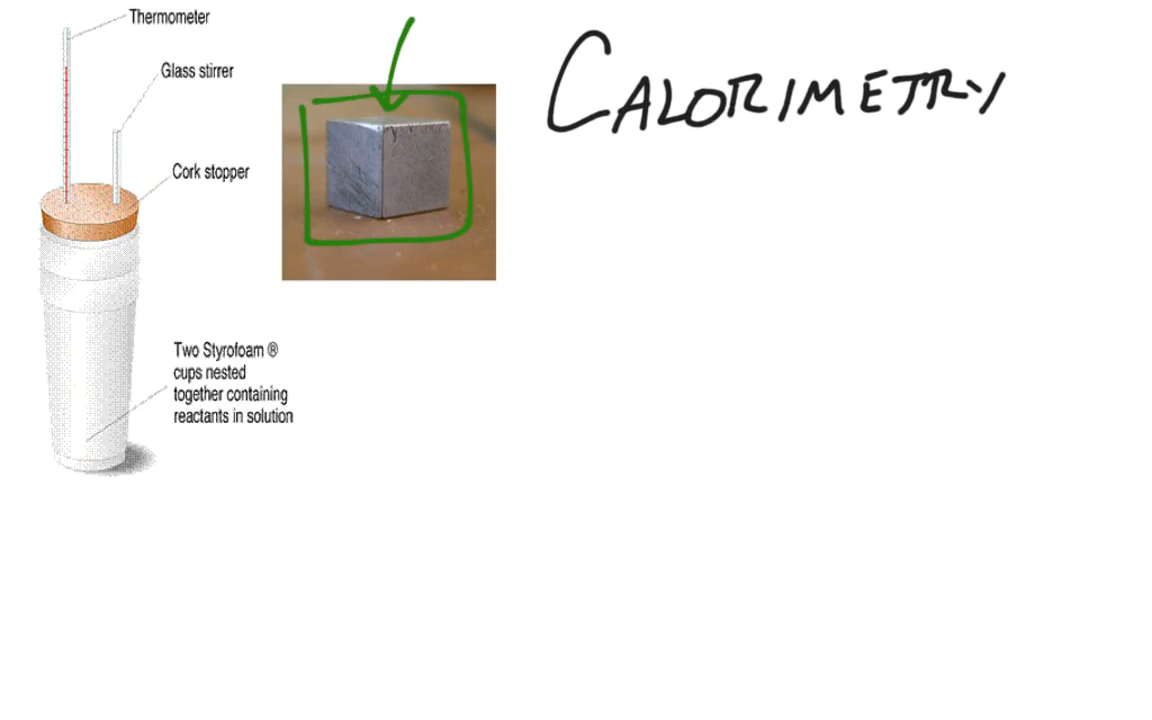 Thermometer
CALORIMETRY
Glass stirrer
Cork stopper
Two Styrofoam ®
cups nested
together containing
reactants in solution